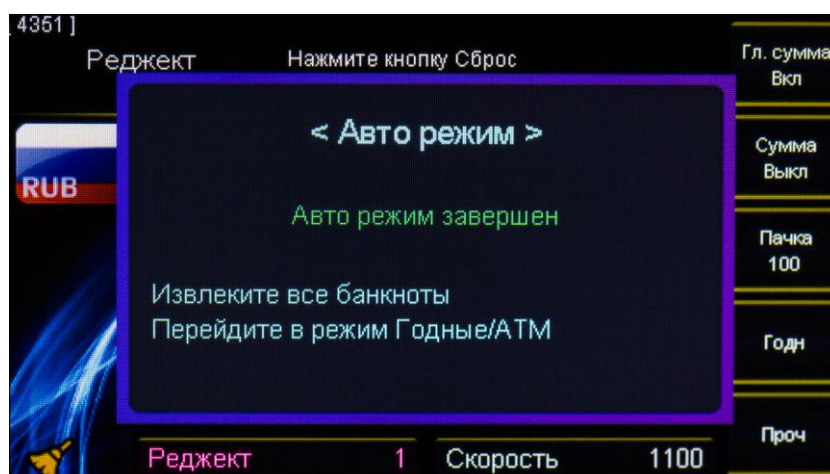 4351 ]
Реджект
Нажмите кнопку Сброс
Гл. сумма
Вкл
RUB
< Авто режим >
Авто режим завершен
Извлеките все банкноты
Перейдите в режим Годные/АТМ
Сумма
Выкл
Пачка
100
Годн
Проч
Реджект 1
Скорость 1100